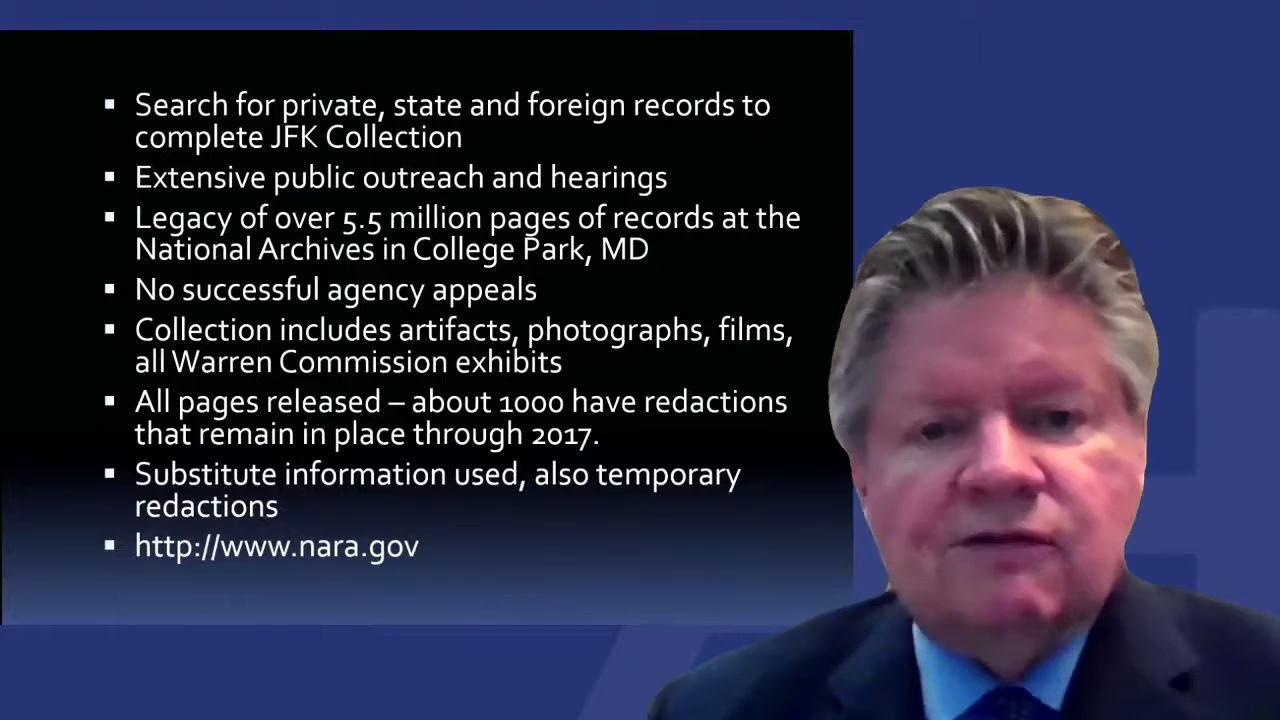 ▪ Search for private, state and foreign records to
complete JFK Collection
▪ Extensive public outreach and hearings
▪ Legacy of over 5.5 million pages of records at the
National Archives in College Park, MD
▪ No successful agency appeals
▪ Collection includes artifacts, photographs, films,
all Warren Commission exhibits
▪ All pages released – about 1000 have redactions
that remain in place through 2017.
▪ Substitute information used, also temporary
redactions
▪ http://www.nara.gov